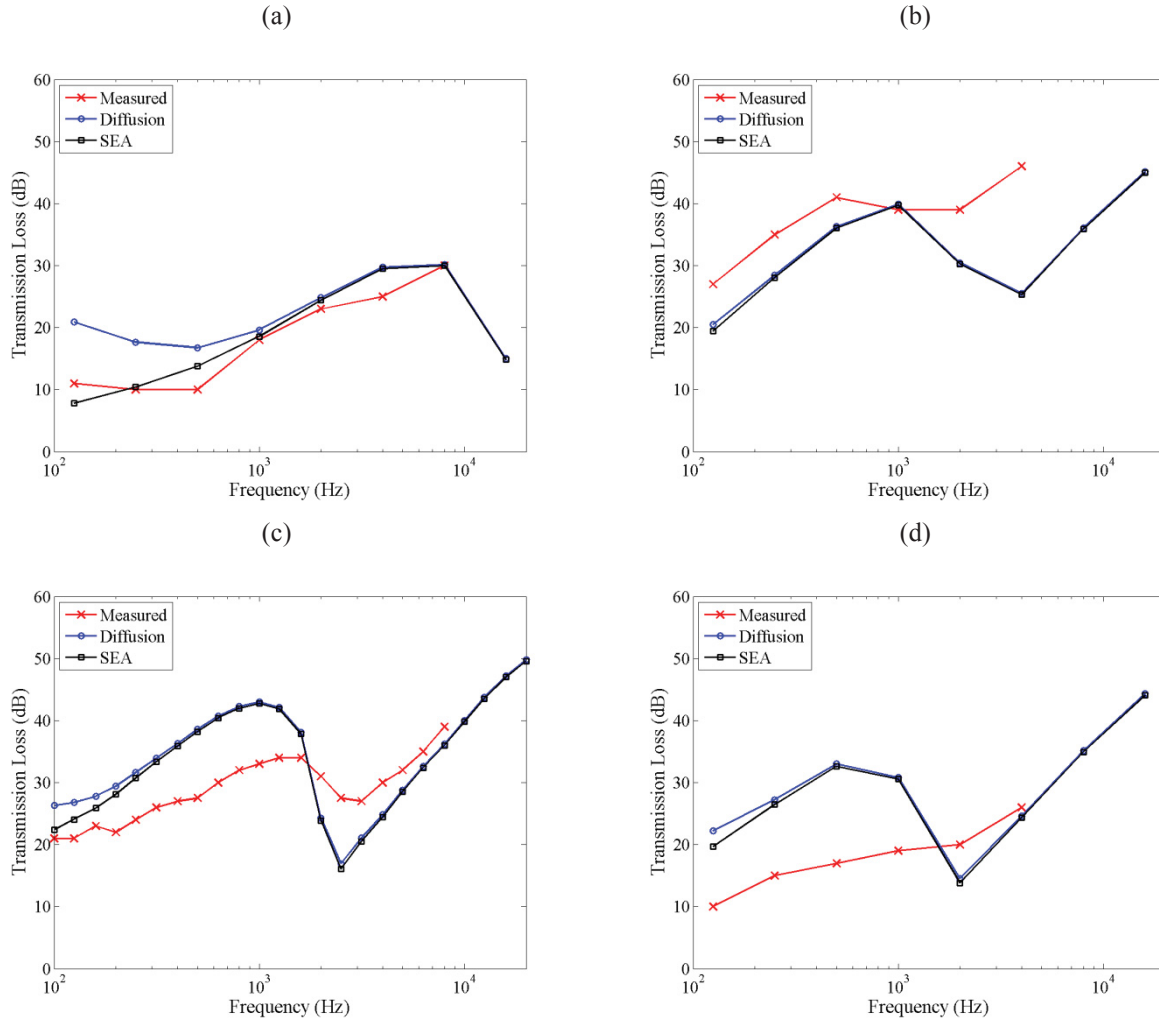 (a)
60
50
40
30
20
10
0
Transmission Loss (dB)
Measured
Diffusion
SEA
10^2
10^3
10^4
Frequency (Hz)
(b)
60
50
40
30
20
10
0
Transmission Loss (dB)
Measured
Diffusion
SEA
10^2
10^3
10^4
Frequency (Hz)
(c)
60
50
40
30
20
10
0
Transmission Loss (dB)
Measured
Diffusion
SEA
10^2
10^3
10^4
Frequency (Hz)
(d)
60
50
40
30
20
10
0
Transmission Loss (dB)
Measured
Diffusion
SEA
10^2
10^3
10^4
Frequency (Hz)